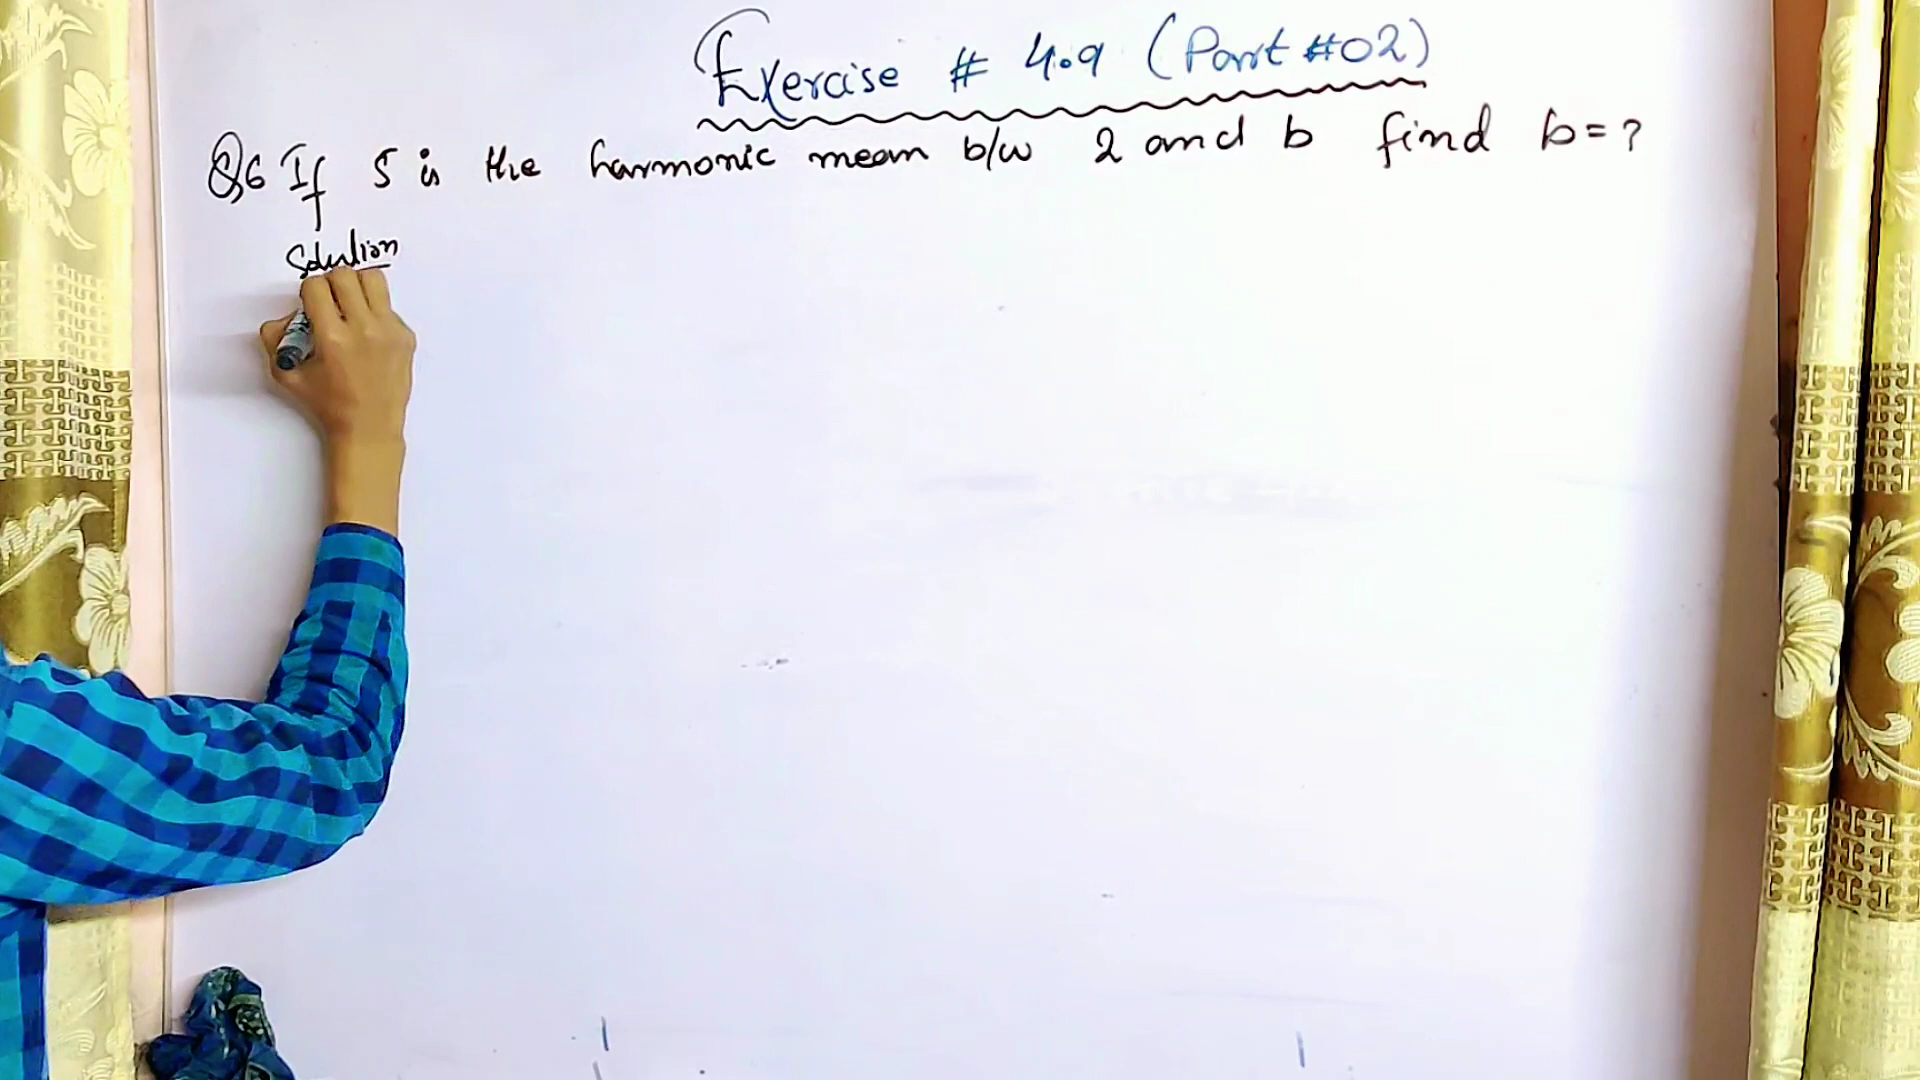 Exercise # 4.9 (Part #02)
Q6 If 5 is the harmonic mean b/w 2 and b find b=?
Solution